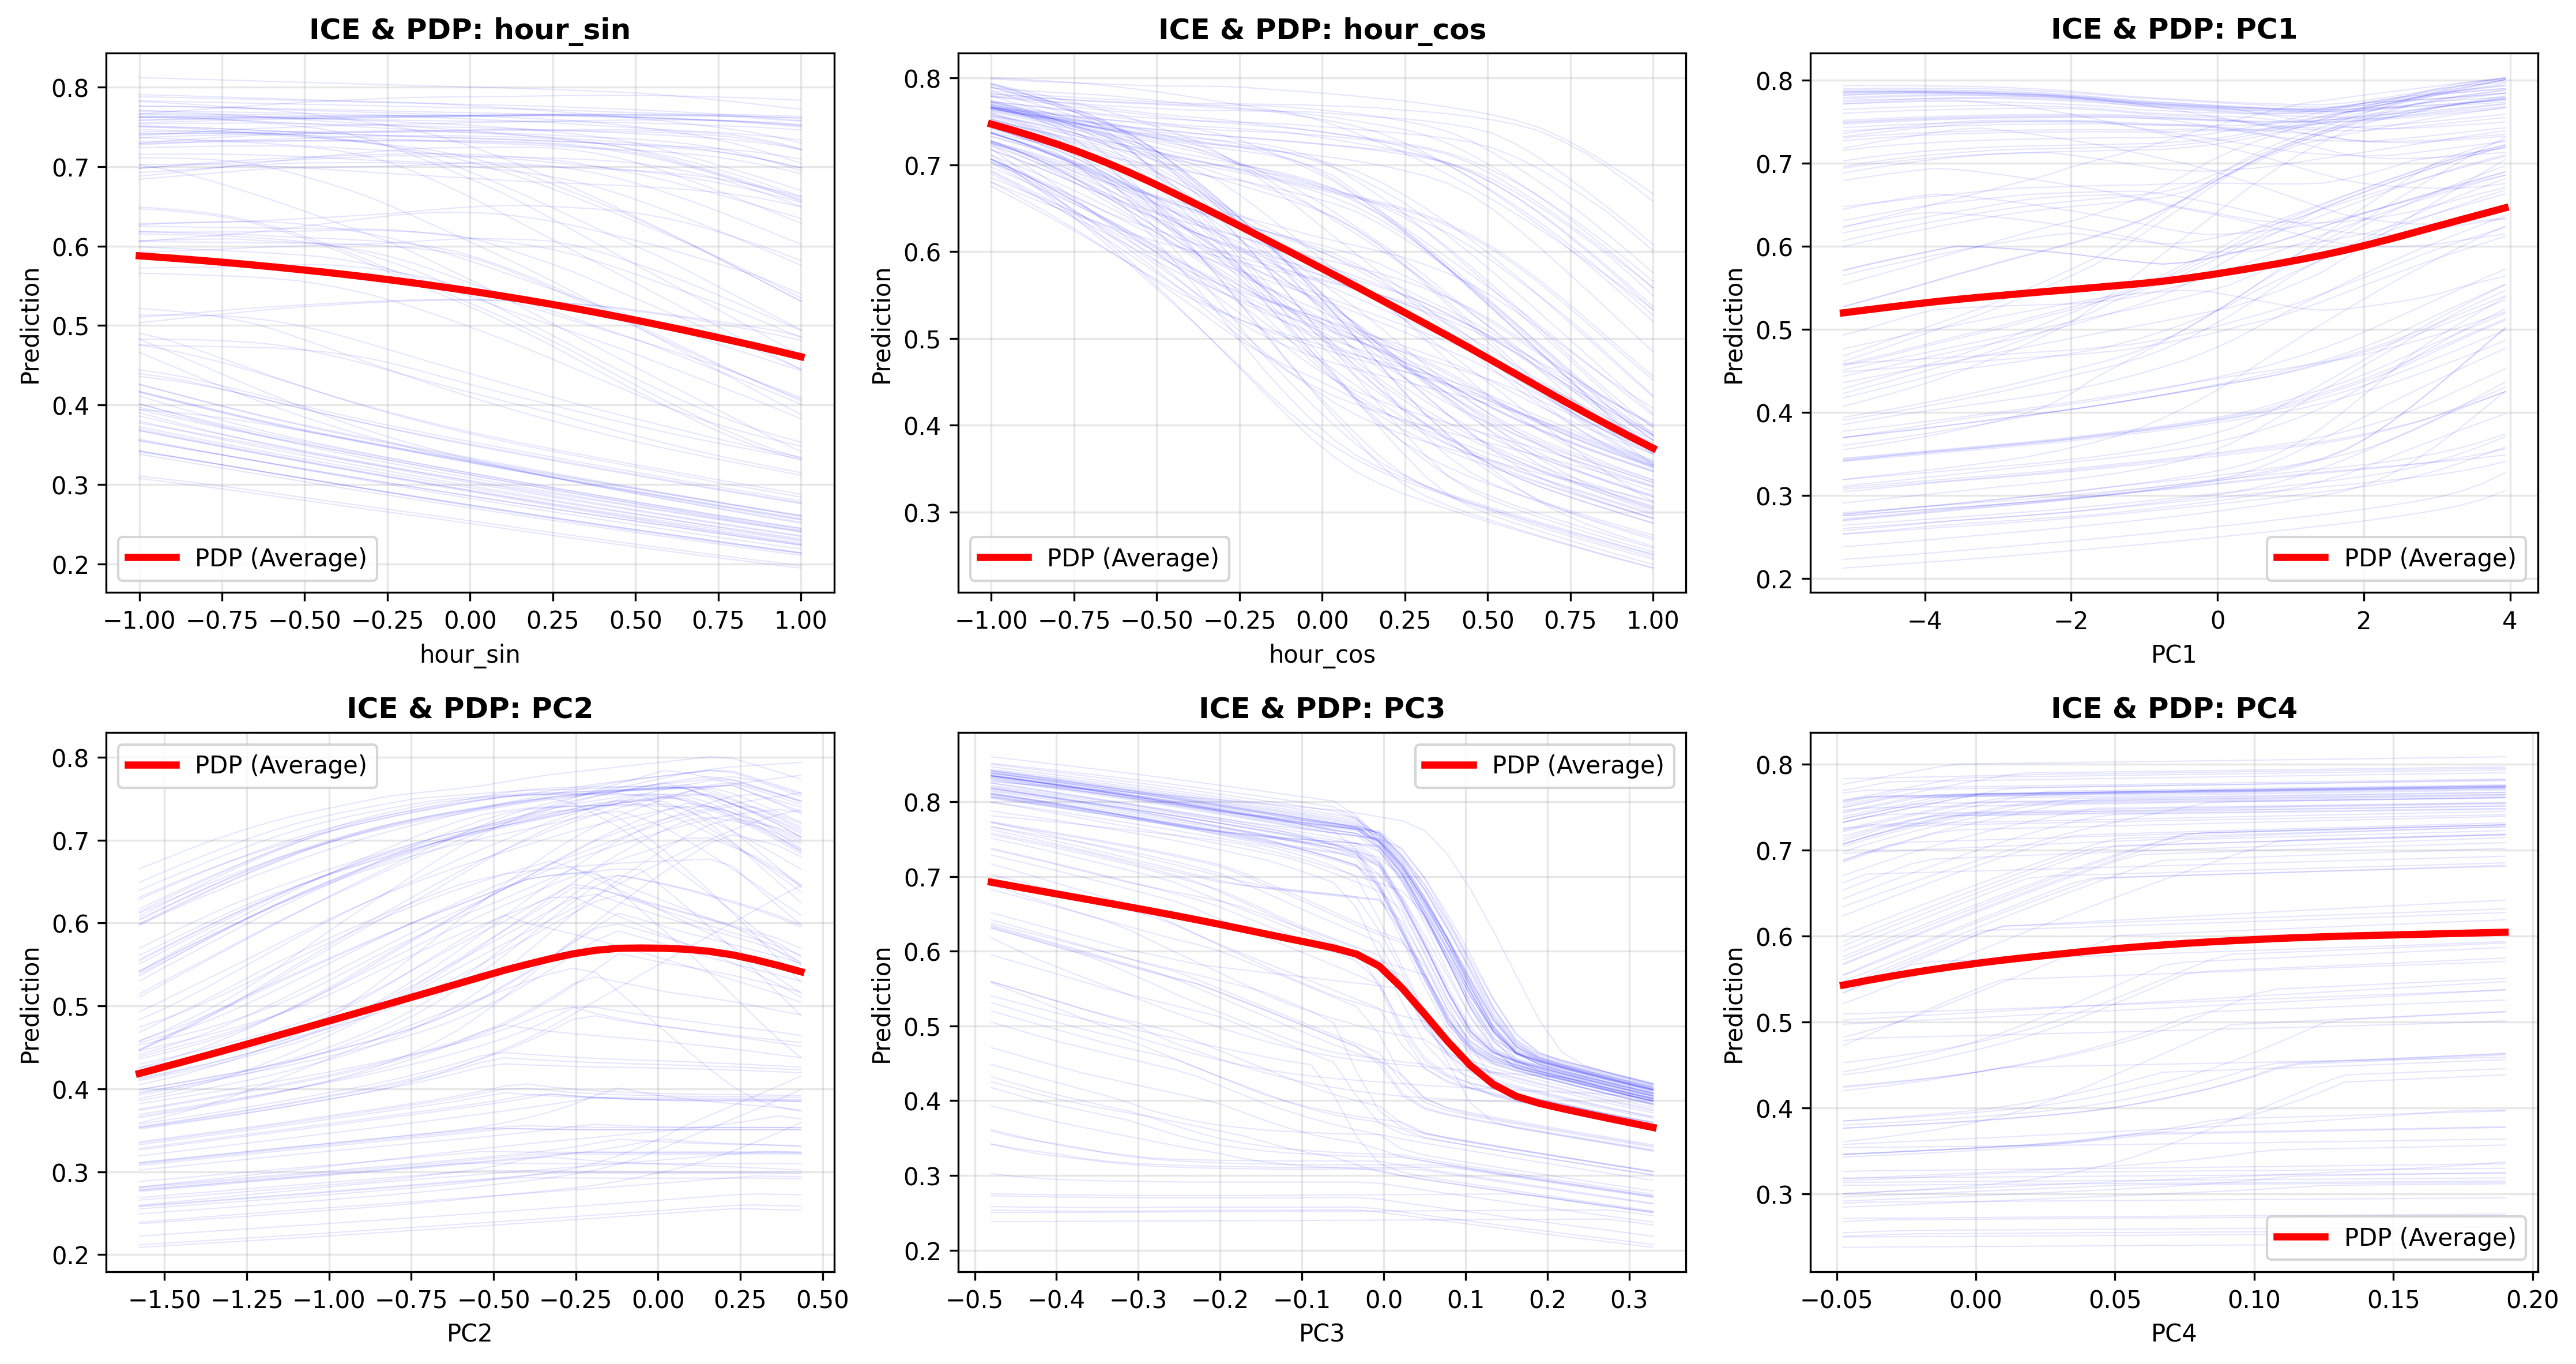 ICE & PDP: hour_sin
Prediction
0.8
0.7
0.6
0.5
0.4
0.3
0.2
PDP (Average)
−1.00 −0.75 −0.50 −0.25 0.00 0.25 0.50 0.75 1.00
hour_sin
ICE & PDP: hour_cos
Prediction
0.8
0.7
0.6
0.5
0.4
0.3
PDP (Average)
−1.00 −0.75 −0.50 −0.25 0.00 0.25 0.50 0.75 1.00
hour_cos
ICE & PDP: PC1
Prediction
0.8
0.7
0.6
0.5
0.4
0.3
0.2
PDP (Average)
−4 −2 0 2 4
PC1
ICE & PDP: PC2
PDP (Average)
Prediction
0.8
0.7
0.6
0.5
0.4
0.3
0.2
−1.50 −1.25 −1.00 −0.75 −0.50 −0.25 0.00 0.25 0.50
PC2
ICE & PDP: PC3
PDP (Average)
Prediction
0.8
0.7
0.6
0.5
0.4
0.3
0.2
−0.5 −0.4 −0.3 −0.2 −0.1 0.0 0.1 0.2 0.3
PC3
ICE & PDP: PC4
Prediction
0.8
0.7
0.6
0.5
0.4
0.3
PDP (Average)
−0.05 0.00 0.05 0.10 0.15 0.20
PC4